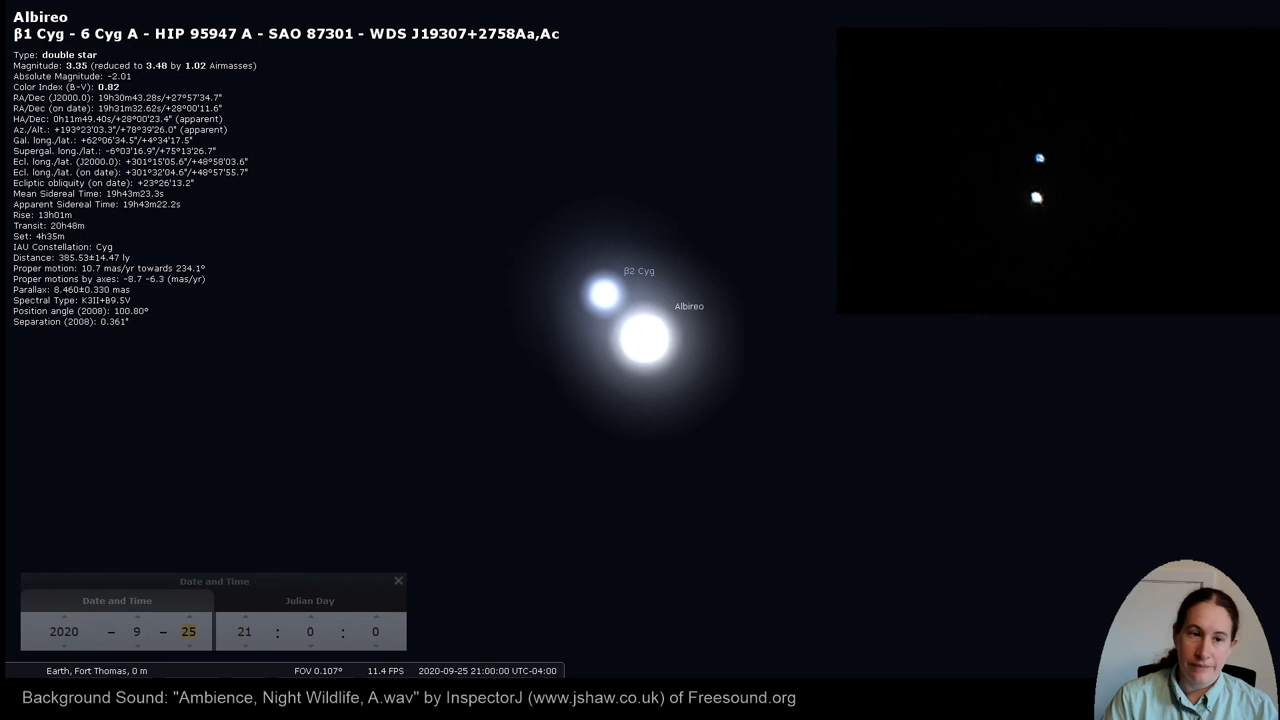 Albireo
β1 Cyg - 6 Cyg A - HIP 95947 A - SAO 87301 - WDS J19307+2758Aa,Ac
Type: double star
Magnitude: 3.35 (reduced to 3.48 by 1.02 Airmasses)
Absolute Magnitude: -2.01
Color Index (B-V): 0.82
RA/Dec (J2000.0): 19h30m43.28s/+27°57'34.7"
RA/Dec (on date): 19h31m32.62s/+28°00'11.6"
HA/Dec: 0h11m49.40s/+28°00'23.4" (apparent)
Az./Alt.: +193°23'03.3"/+78°39'26.0" (apparent)
Gal. long./lat.: +62°06'34.5"/+4°34'17.5"
Supergal. long./lat.: -6°03'16.9"/+75°13'26.7"
Ecl. long./lat. (J2000.0): +301°15'05.6"/+48°58'03.6"
Ecl. long./lat. (on date): +301°32'04.6"/+48°57'55.7"
Ecliptic obliquity (on date): +23°26'13.2"
Mean Sidereal Time: 19h43m23.3s
Apparent Sidereal Time: 19h43m22.2s
Rise: 13h01m
Transit: 20h48m
Set: 4h35m
IAU Constellation: Cyg
Distance: 385.53±14.47 ly
Proper motion: 10.7 mas/yr towards 234.1°
Proper motions by axes: -8.7 -6.3 (mas/yr)
Parallax: 8.460±0.330 mas
Spectral Type: K3II+B9.5V
Position angle (2008): 100.80°
Separation (2008): 0.361"
β2 Cyg
Albireo
Date and Time
Date and Time Julian Day
2020 - 9 - 25 21 : 0 : 0
Earth, Fort Thomas, 0 m FOV 0.107° 11.4 FPS 2020-09-25 21:00:00 UTC-04:00
Background Sound: "Ambience, Night Wildlife, A.wav" by InspectorJ (www.jshaw.co.uk) of Freesound.org